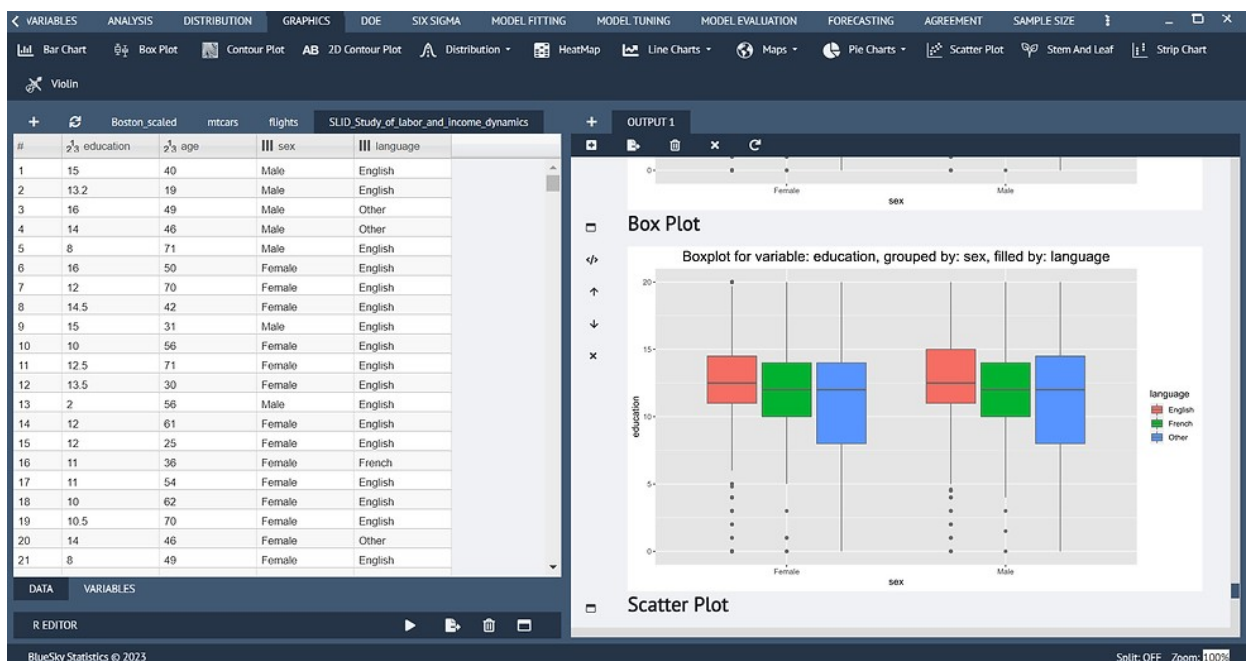 VARIABLES ANALYSIS DISTRIBUTION GRAPHICS DOE SIX SIGMA MODEL FITTING MODEL TUNING MODEL EVALUATION FORECASTING AGREEMENT SAMPLE SIZE
Bar Chart Box Plot Contour Plot AB 2D Contour Plot Distribution HeatMap Line Charts Maps Pie Charts Scatter Plot Stem And Leaf Strip Chart
Violin
Boston_scaled mtcars flights SLID_Study_of_labor_and_income_dynamics
# education age sex language
1 15 40 Male English
2 13.2 19 Male English
3 16 49 Male Other
4 14 46 Male Other
5 8 71 Male English
6 16 50 Female English
7 12 70 Female English
8 14.5 42 Female English
9 15 31 Male English
10 10 56 Female English
11 12.5 71 Female English
12 13.5 30 Female English
13 2 56 Male English
14 12 61 Female English
15 12 25 Female English
16 11 36 Female French
17 11 54 Female English
18 10 62 Female English
19 10.5 70 Female English
20 14 46 Female Other
21 8 49 Female English
DATA VARIABLES
R EDITOR
OUTPUT 1
0
Female Male
sex
Box Plot
Boxplot for variable: education, grouped by: sex, filled by: language
20
15
10
5
0
education
Female Male
sex
language
English
French
Other
Scatter Plot
BlueSky Statistics © 2023
Split: OFF Zoom: 100%